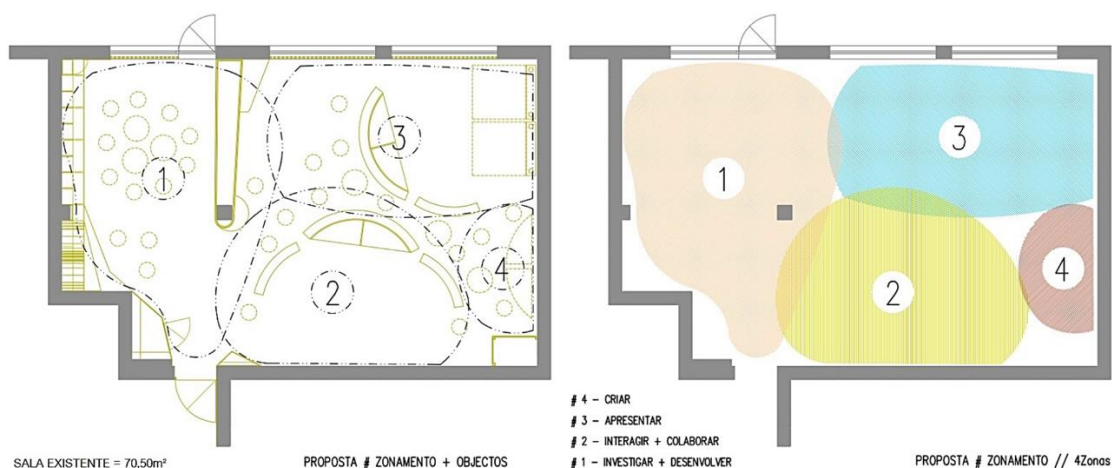 1
3
2
4
SALA EXISTENTE = 70,50m²
PROPOSTA # ZONAMENTO + OBJECTOS
1
3
2
4
# 4 - CRIAR
# 3 - APRESENTAR
# 2 - INTERAGIR + COLABORAR
# 1 - INVESTIGAR + DESENVOLVER
PROPOSTA # ZONAMENTO // 4Zonas